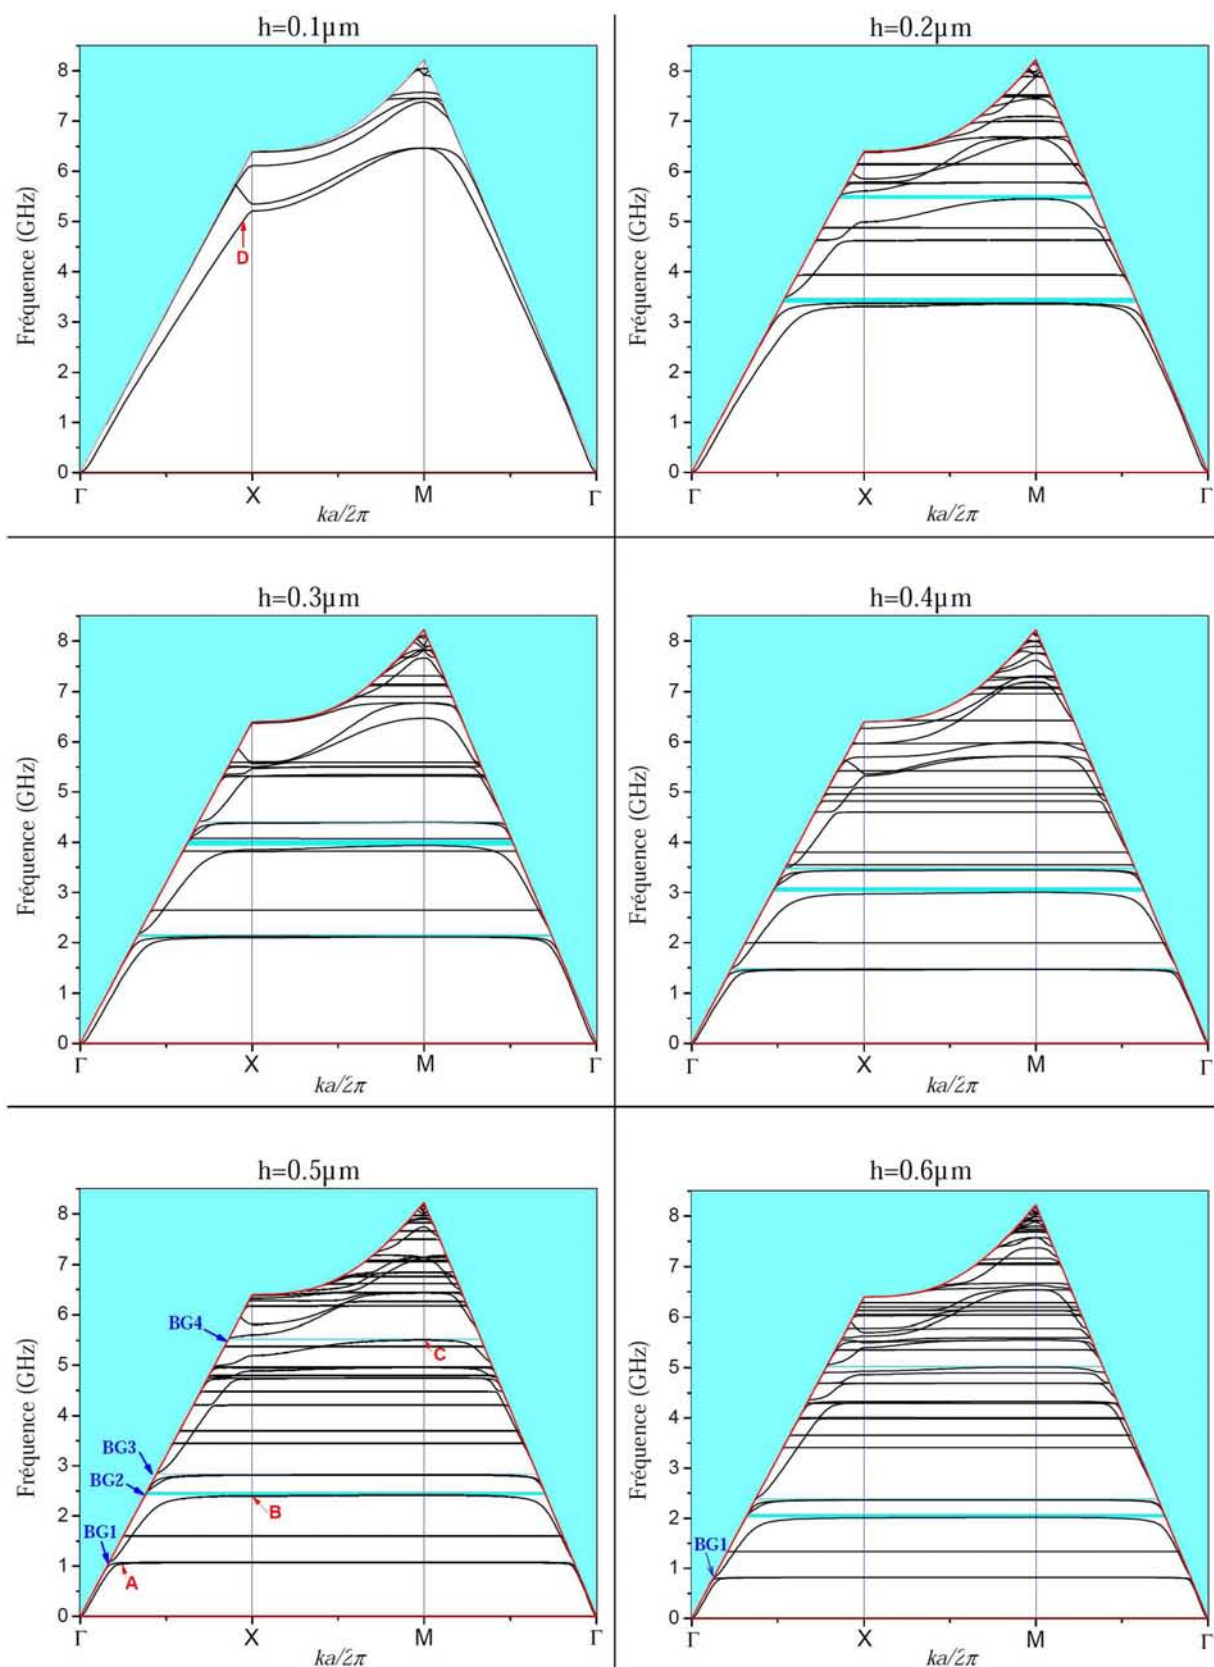 h=0.1µm
Fréquence (GHz)
8
7
6
5
4
3
2
1
0
D
Γ X M Γ
ka/2π
h=0.2µm
Fréquence (GHz)
8
7
6
5
4
3
2
1
0
Γ X M Γ
ka/2π
h=0.3µm
Fréquence (GHz)
8
7
6
5
4
3
2
1
0
Γ X M Γ
ka/2π
h=0.4µm
Fréquence (GHz)
8
7
6
5
4
3
2
1
0
Γ X M Γ
ka/2π
h=0.5µm
Fréquence (GHz)
8
7
6
5
4
3
2
1
0
BG4
C
BG3
BG2
B
BG1
A
Γ X M Γ
ka/2π
h=0.6µm
Fréquence (GHz)
8
7
6
5
4
3
2
1
0
BG1
Γ X M Γ
ka/2π